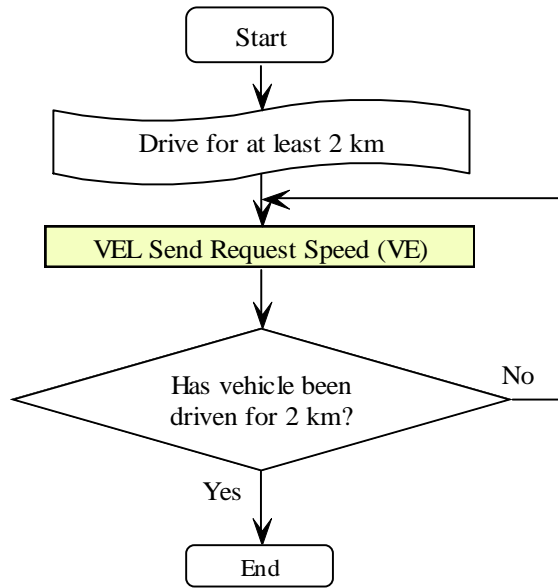 Start
Drive for at least 2 km
VEL Send Request Speed (VE)
Has vehicle been
driven for 2 km?
No
Yes
End